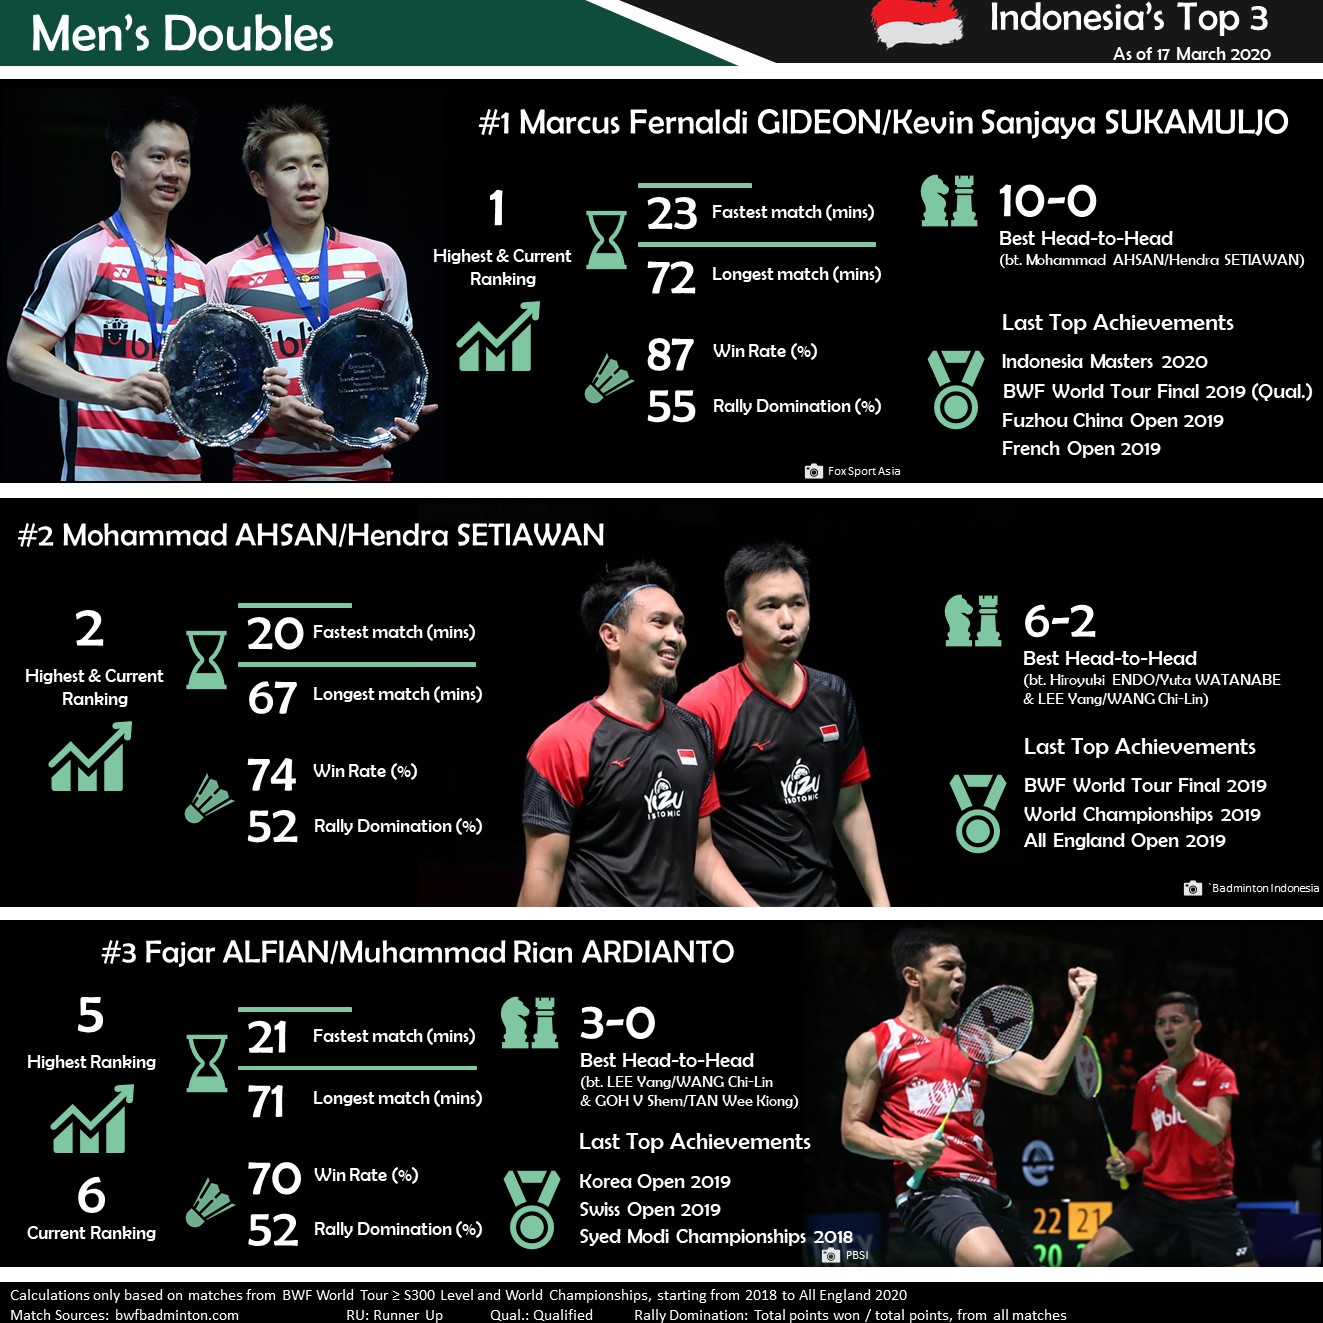 Men's Doubles
Indonesia's Top 3
As of 17 March 2020
#1 Marcus Fernaldi GIDEON/Kevin Sanjaya SUKAMULJO
1
Highest & Current
Ranking
23 Fastest match (mins)
72 Longest match (mins)
87 Win Rate (%)
55 Rally Domination (%)
10-0
Best Head-to-Head
(bt. Mohammad AHSAN/Hendra SETIAWAN)
Last Top Achievements
Indonesia Masters 2020
BWF World Tour Final 2019 (Qual.)
Fuzhou China Open 2019
French Open 2019
Fox Sport Asia
#2 Mohammad AHSAN/Hendra SETIAWAN
2
Highest & Current
Ranking
20 Fastest match (mins)
67 Longest match (mins)
74 Win Rate (%)
52 Rally Domination (%)
YUZU
ISOTONIC
YUZU
ISOTONIC
6-2
Best Head-to-Head
(bt. Hiroyuki ENDO/Yuta WATANABE
& LEE Yang/WANG Chi-Lin)
Last Top Achievements
BWF World Tour Final 2019
World Championships 2019
All England Open 2019
`Badminton Indonesia
#3 Fajar ALFIAN/Muhammad Rian ARDIANTO
5
Highest Ranking
6
Current Ranking
21 Fastest match (mins)
71 Longest match (mins)
70 Win Rate (%)
52 Rally Domination (%)
3-0
Best Head-to-Head
(bt. LEE Yang/WANG Chi-Lin
& GOH V Shem/TAN Wee Kiong)
Last Top Achievements
Korea Open 2019
Swiss Open 2019
Syed Modi Championships 2018
PBSI
22 21
20
Calculations only based on matches from BWF World Tour ≥ S300 Level and World Championships, starting from 2018 to All England 2020
Match Sources: bwfbadminton.com RU: Runner Up Qual.: Qualified Rally Domination: Total points won / total points, from all matches